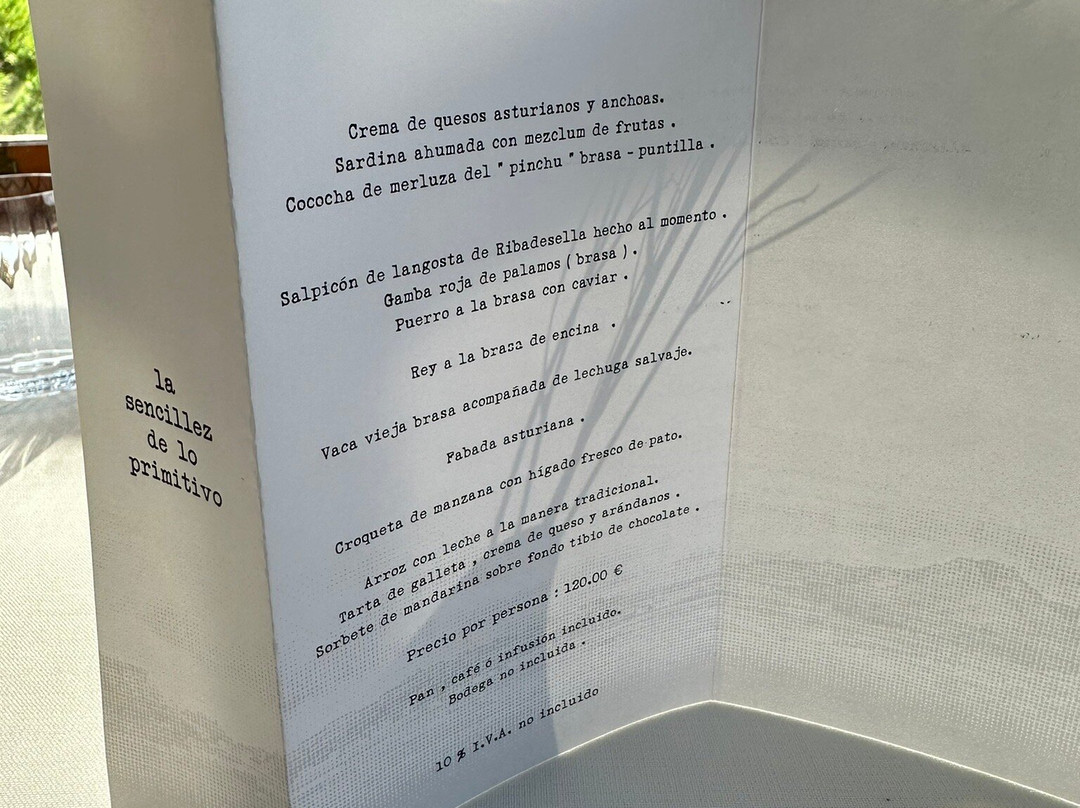 la
sencillez
de lo
primitivo
Crema de quesos asturianos y anchoas.
Sardina ahumada con mezclum de frutas .
Cococha de merluza del " pinchu " brasa - puntilla .
Salpicón de langosta de Ribadesella hecho al momento .
Gamba roja de palamos ( brasa ) .
Puerro a la brasa con caviar .
Rey a la brasa de encina .
Vaca vieja brasa acompañada de lechuga salvaje.
Fabada asturiana .
Croqueta de manzana con hígado fresco de pato.
Arroz con leche a la manera tradicional.
Tarta de galleta , crema de queso y arándanos .
Sorbete de mandarina sobre fondo tibio de chocolate .
Precio por persona : 120.00 €
Pan , café ó infusión incluido.
Bodega no incluida .
10 % I.V.A. no incluido